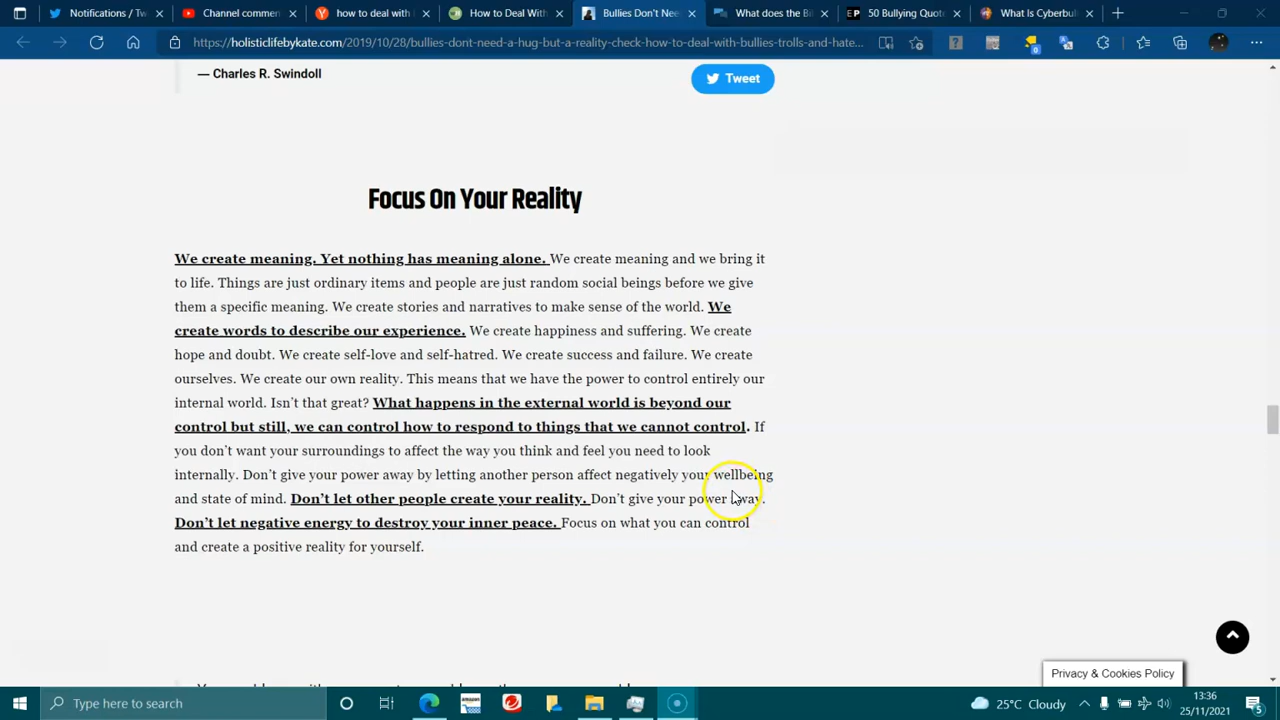 Notifications / Tw
Channel commen
how to deal with
How to Deal With
Bullies Don't Nee
What does the Bi
50 Bullying Quot
What Is Cyberbul
https://holisticlifebykate.com/2019/10/28/bullies-dont-need-a-hug-but-a-reality-check-how-to-deal-with-bullies-trolls-and-hate...
— Charles R. Swindoll
Tweet
Focus On Your Reality
We create meaning. Yet nothing has meaning alone. We create meaning and we bring it
to life. Things are just ordinary items and people are just random social beings before we give
them a specific meaning. We create stories and narratives to make sense of the world. We
create words to describe our experience. We create happiness and suffering. We create
hope and doubt. We create self-love and self-hatred. We create success and failure. We create
ourselves. We create our own reality. This means that we have the power to control entirely our
internal world. Isn’t that great? What happens in the external world is beyond our
control but still, we can control how to respond to things that we cannot control. If
you don’t want your surroundings to affect the way you think and feel you need to look
internally. Don’t give your power away by letting another person affect negatively your wellbeing
and state of mind. Don’t let other people create your reality. Don’t give your power away.
Don’t let negative energy to destroy your inner peace. Focus on what you can control
and create a positive reality for yourself.
Privacy & Cookies Policy
Type here to search
25°C Cloudy
13:36
25/11/2021
5